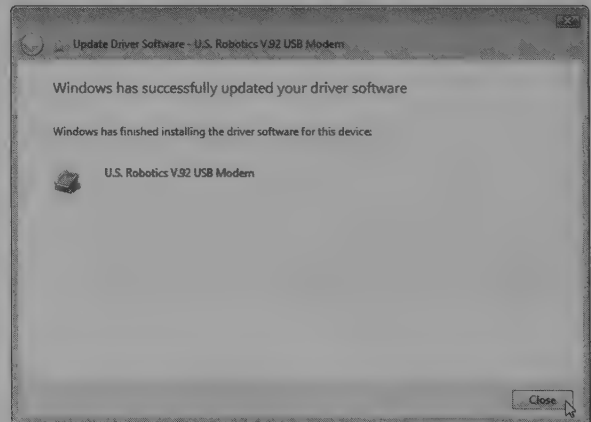 Update Driver Software - U.S. Robotics V.92 USB Modem
Windows has successfully updated your driver software
Windows has finished installing the driver software for this device:
U.S. Robotics V.92 USB Modem
Close